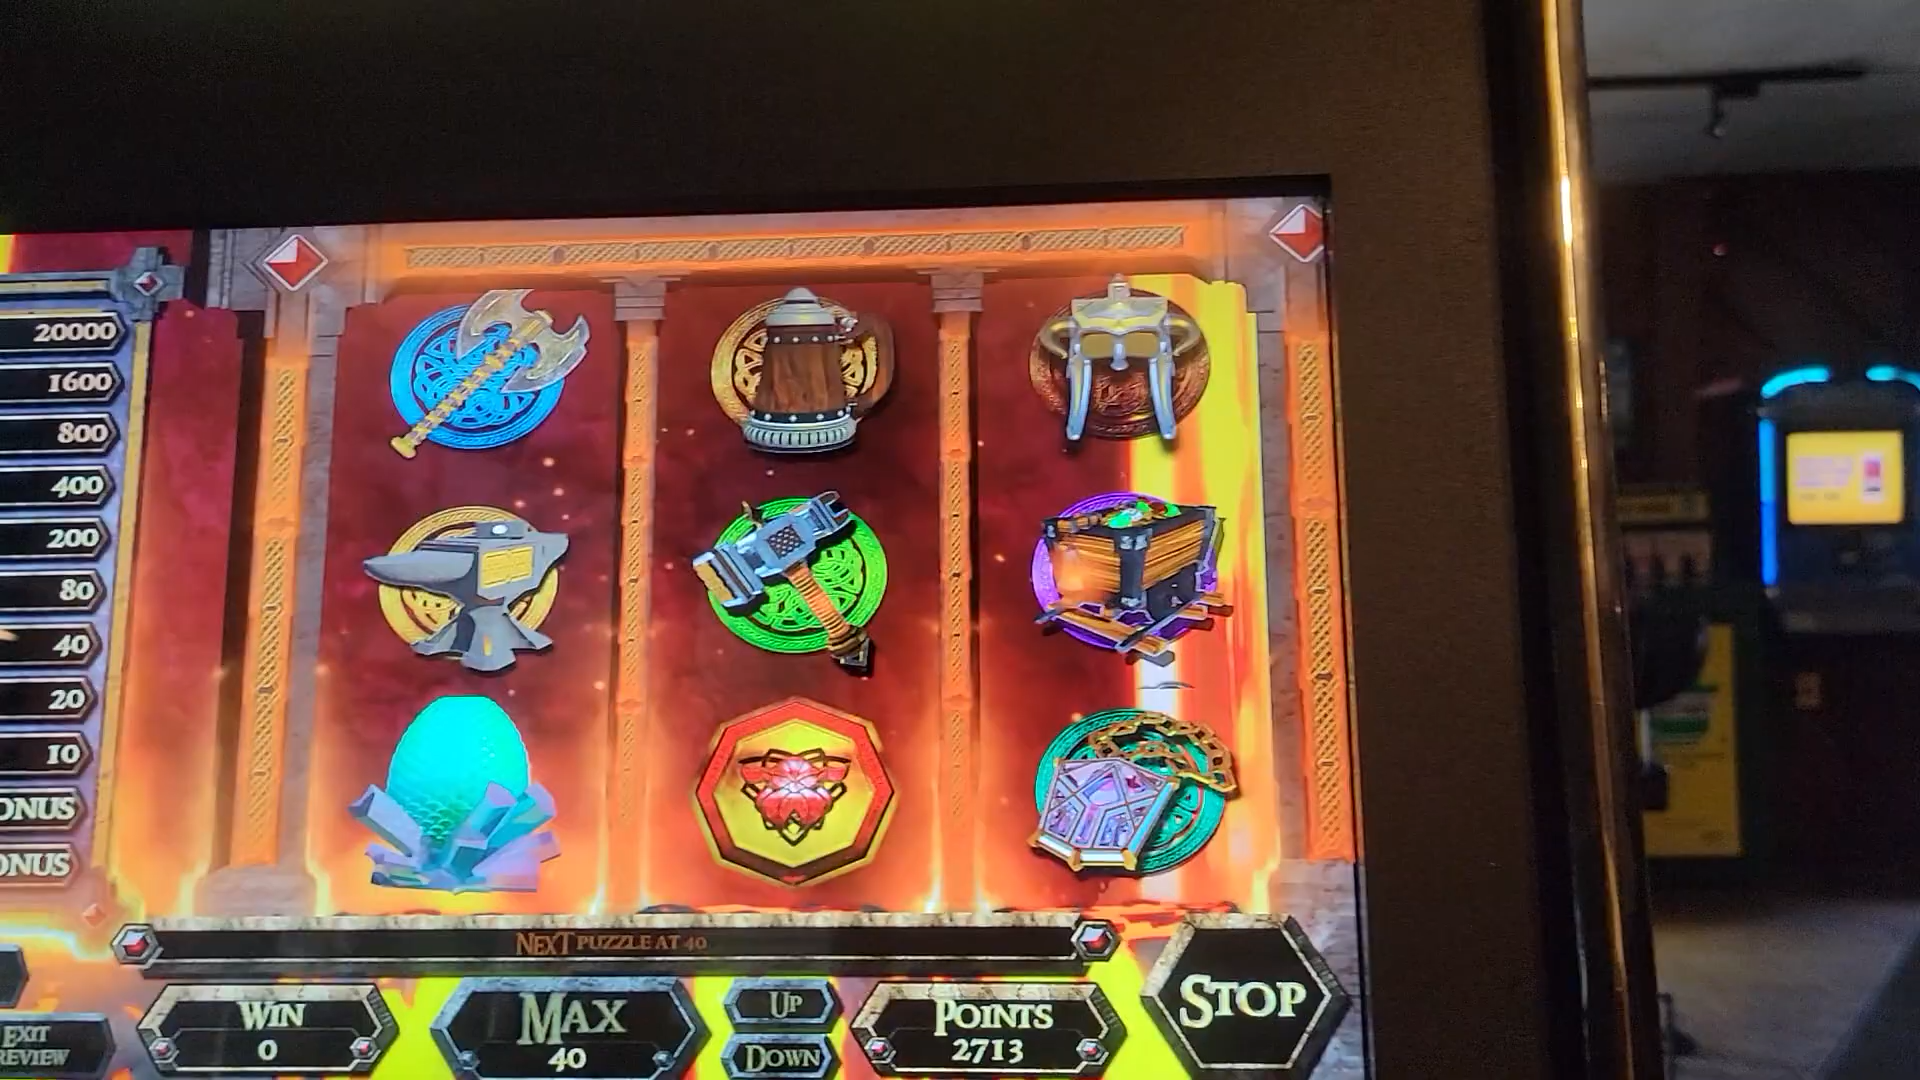 20000
1600
800
400
200
80
40
20
10
ONUS
ONUS
NEXT PUZZLE AT 40
EXIT
REVIEW
WIN
0
MAX
40
UP
DOWN
POINTS
2713
STOP